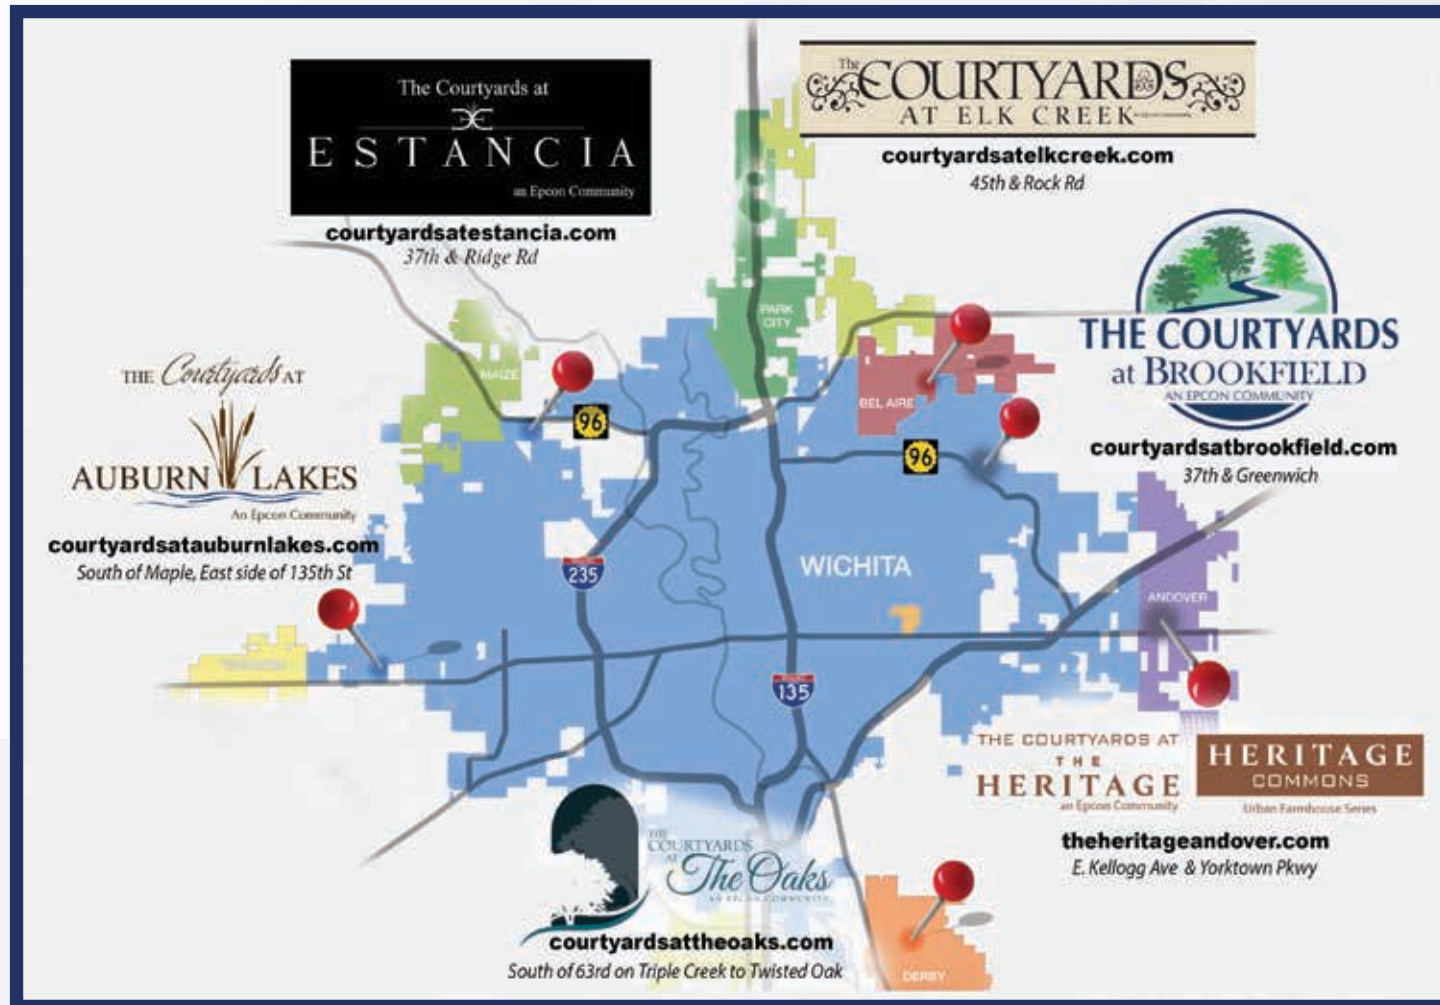 The Courtyards at
ESTANCIA
an Epcon Community
courtyardsatestancia.com
37th & Ridge Rd
The
COURTYARDS
AT ELK CREEK
courtyardsatelkcreek.com
45th & Rock Rd
THE COURTYARDS
at BROOKFIELD
AN EPCON COMMUNITY
courtyardsatbrookfield.com
37th & Greenwich
THE Courtyards AT
AUBURN LAKES
An Epcon Community
courtyardsatauburnlakes.com
South of Maple, East side of 135th St
PARK
CITY
MAIZE
BEL AIRE
96
96
WICHITA
235
135
ANDOVER
THE COURTYARDS AT
THE
HERITAGE
an Epcon Community
HERITAGE
COMMONS
Urban Farmhouse Series
theheritageandover.com
E. Kellogg Ave & Yorktown Pkwy
THE
COURTYARDS
AT
The Oaks
AN EPCON COMMUNITY
courtyardsattheoaks.com
South of 63rd on Triple Creek to Twisted Oak
DERBY